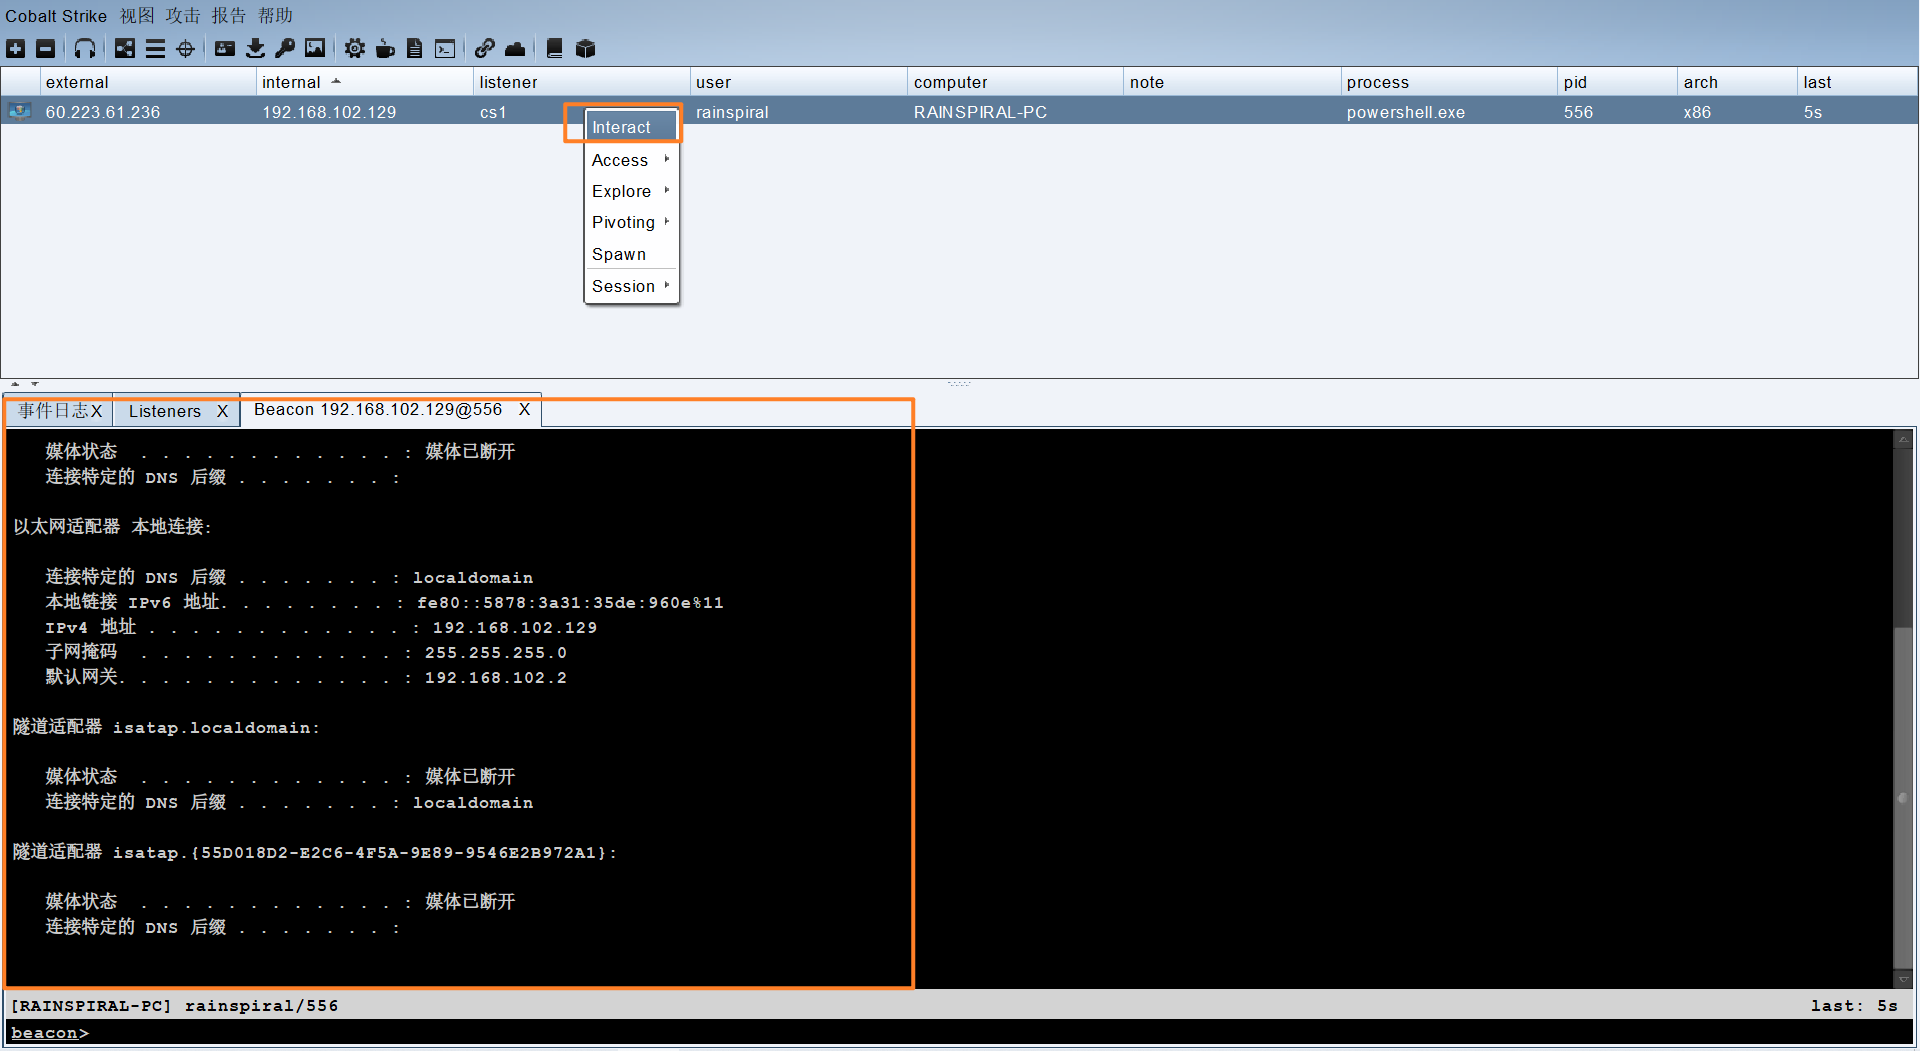 Cobalt Strike 视图 攻击 报告 帮助
external internal listener user computer note process pid arch last
60.223.61.236 192.168.102.129 cs1 rainspiral RAINSPIRAL-PC powershell.exe 556 x86 5s
Interact
Access
Explore
Pivoting
Spawn
Session
事件日志X Listeners X Beacon 192.168.102.129@556 X
媒体状态 . . . . . . . . . . . . : 媒体已断开
连接特定的 DNS 后缀 . . . . . . . :
以太网适配器 本地连接:
连接特定的 DNS 后缀 . . . . . . . : localdomain
本地链接 IPv6 地址. . . . . . . . : fe80::5878:3a31:35de:960e%11
IPv4 地址 . . . . . . . . . . . . : 192.168.102.129
子网掩码 . . . . . . . . . . . . : 255.255.255.0
默认网关. . . . . . . . . . . . . : 192.168.102.2
隧道适配器 isatap.localdomain:
媒体状态 . . . . . . . . . . . . : 媒体已断开
连接特定的 DNS 后缀 . . . . . . . : localdomain
隧道适配器 isatap.{55D018D2-E2C6-4F5A-9E89-9546E2B972A1}:
媒体状态 . . . . . . . . . . . . : 媒体已断开
连接特定的 DNS 后缀 . . . . . . . :
[RAINSPIRAL-PC] rainspiral/556 last: 5s
beacon>